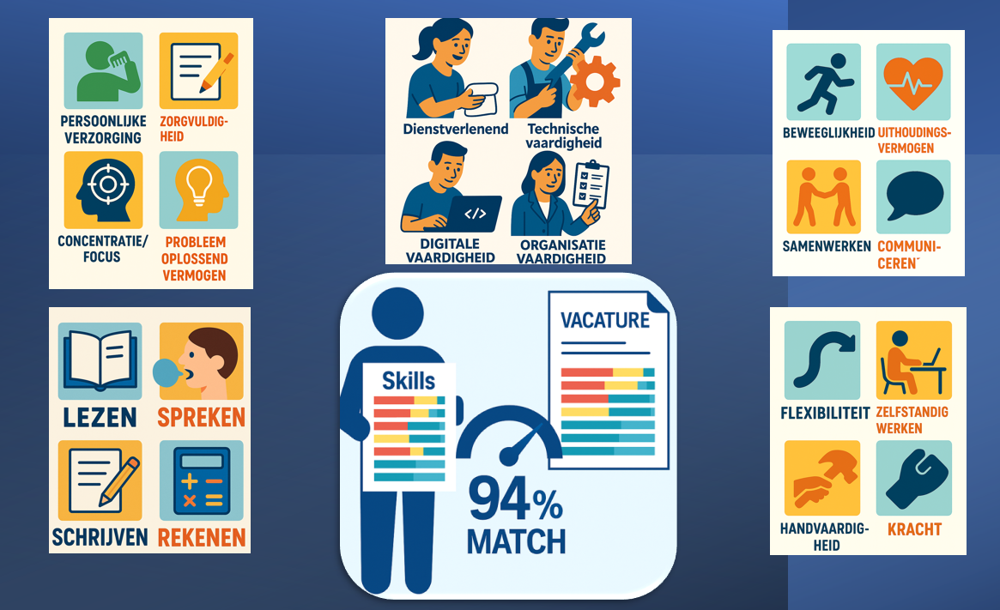 PERSOONLIJKE
VERZORGING
ZORGVULDIG-
HEID
CONCENTRATIE/
FOCUS
PROBLEEM
OPLOSSEND
VERMOGEN
Dienstverlenend
Technische
vaardigheid
</>
DIGITALE
VAARDIGHEID
ORGANISATIE
VAARDIGHEID
BEWEEGLIJKHEID
UITHOUDINGS-
VERMOGEN
SAMENWERKEN
COMMUNI-
CEREN´
LEZEN
SPREKEN
SCHRIJVEN
REKENEN
Skills
VACATURE
94%
MATCH
FLEXIBILITEIT
ZELFSTANDIG
WERKEN
HANDVAARDIG-
HEID
KRACHT